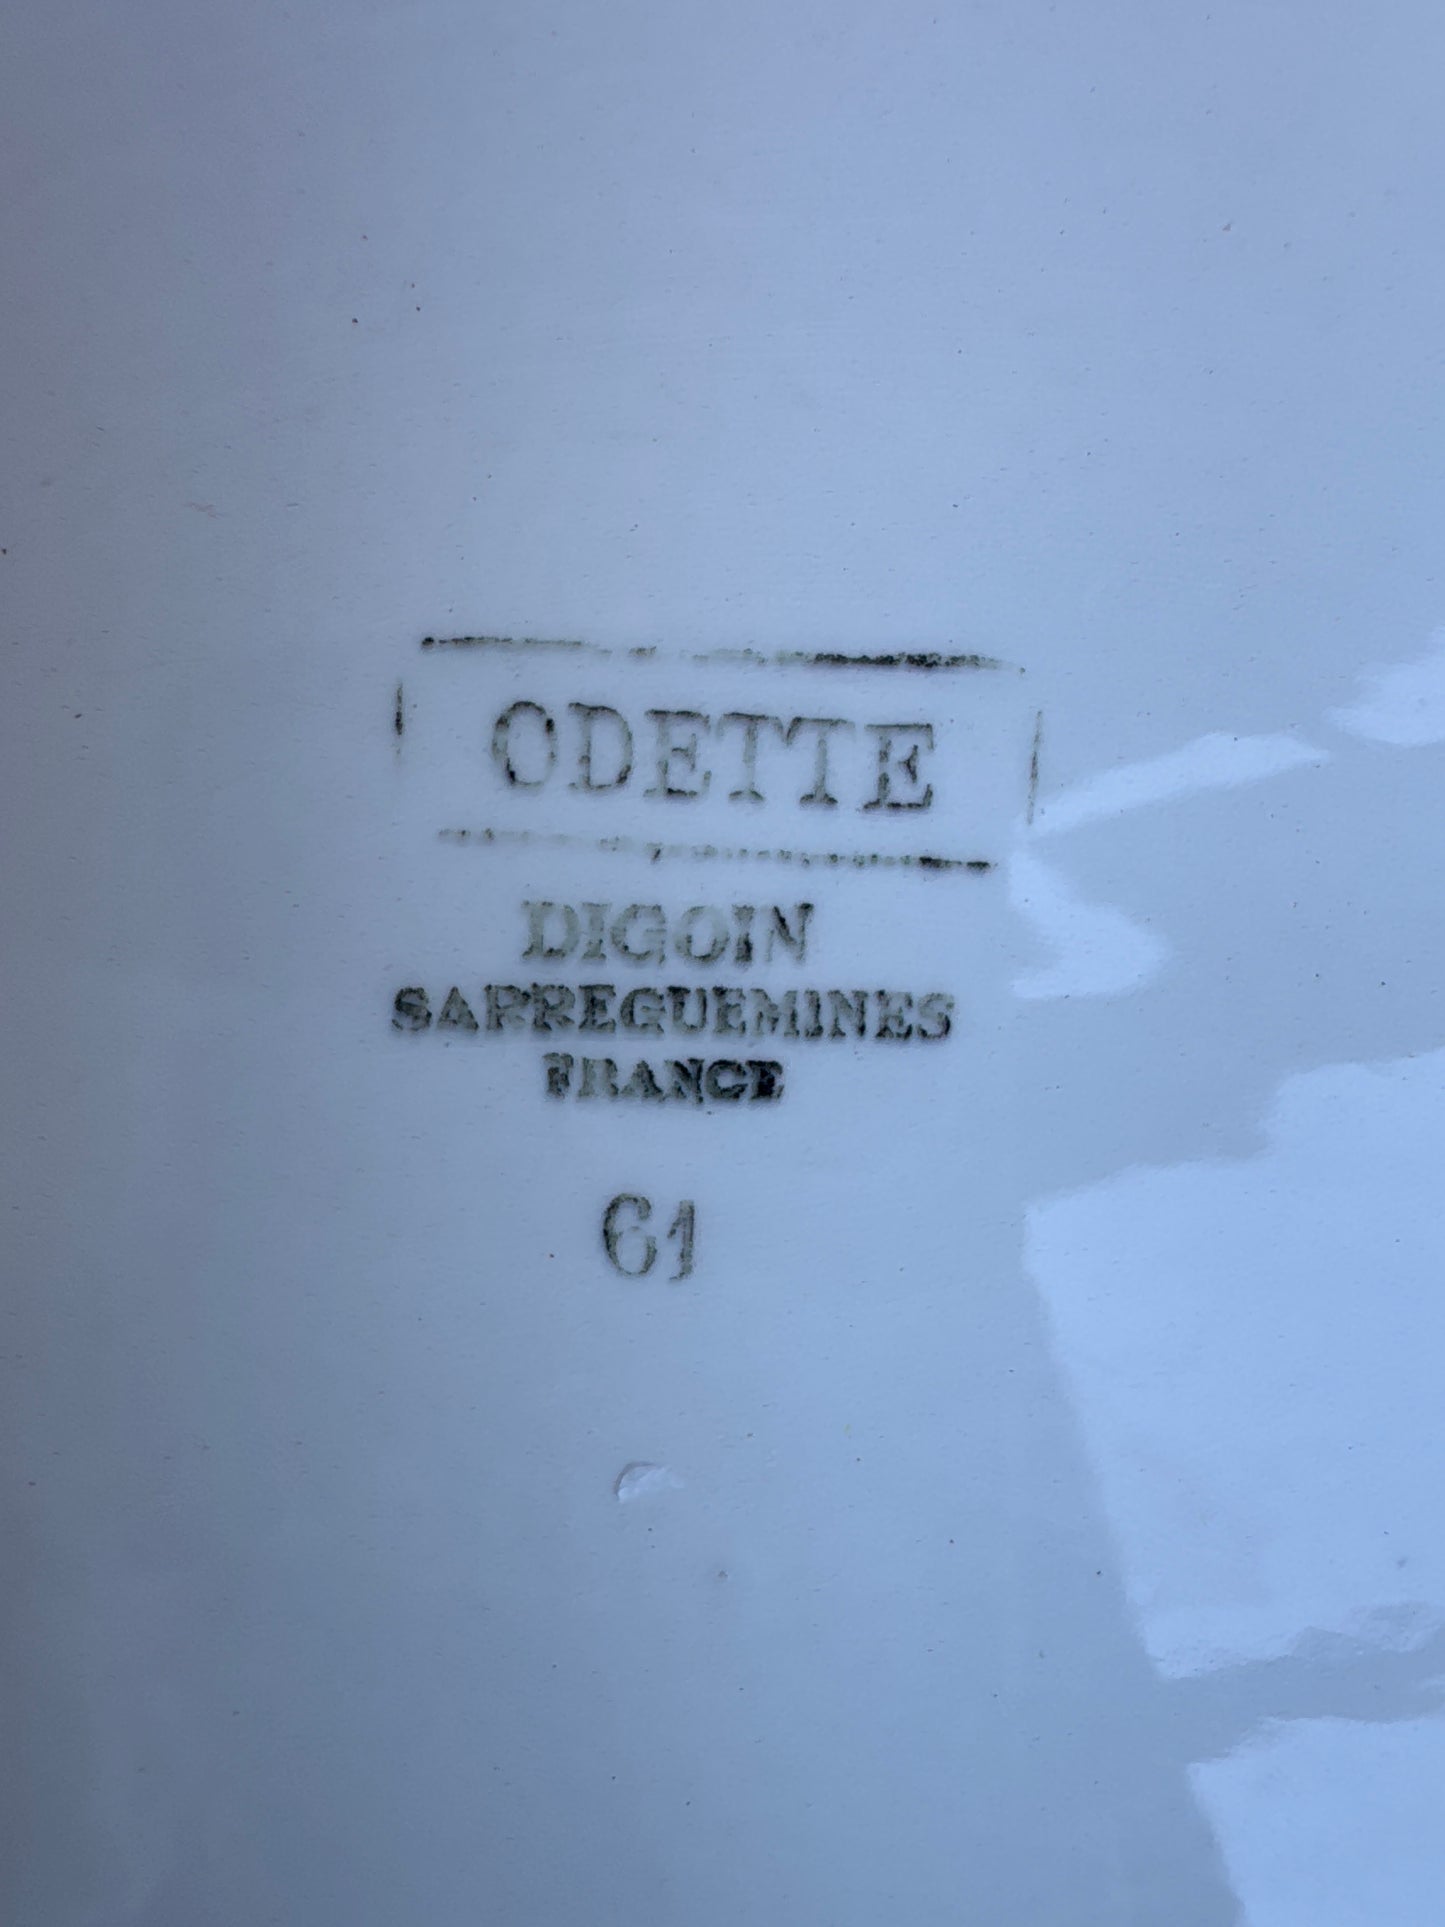 ODETTE
DIGOIN
SARREGUEMINES
FRANCE
61